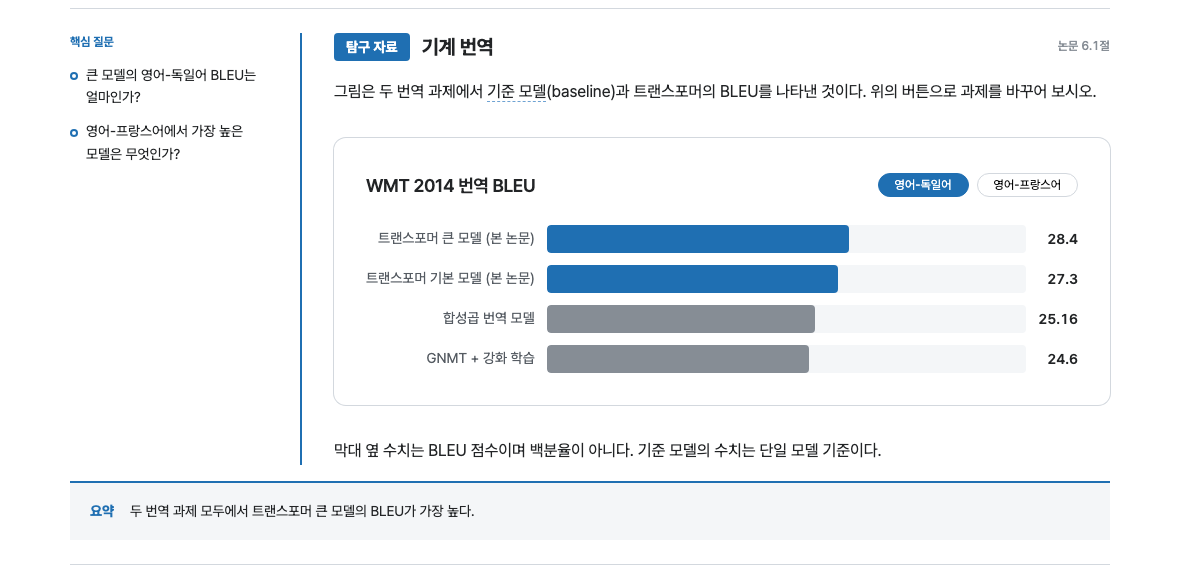 핵심 질문
큰 모델의 영어-독일어 BLEU는
얼마인가?
영어-프랑스어에서 가장 높은
모델은 무엇인가?
탐구 자료 기계 번역 논문 6.1절
그림은 두 번역 과제에서 기준 모델(baseline)과 트랜스포머의 BLEU를 나타낸 것이다. 위의 버튼으로 과제를 바꾸어 보시오.
WMT 2014 번역 BLEU 영어-독일어 영어-프랑스어
트랜스포머 큰 모델 (본 논문) 28.4
트랜스포머 기본 모델 (본 논문) 27.3
합성곱 번역 모델 25.16
GNMT + 강화 학습 24.6
막대 옆 수치는 BLEU 점수이며 백분율이 아니다. 기준 모델의 수치는 단일 모델 기준이다.
요약 두 번역 과제 모두에서 트랜스포머 큰 모델의 BLEU가 가장 높다.